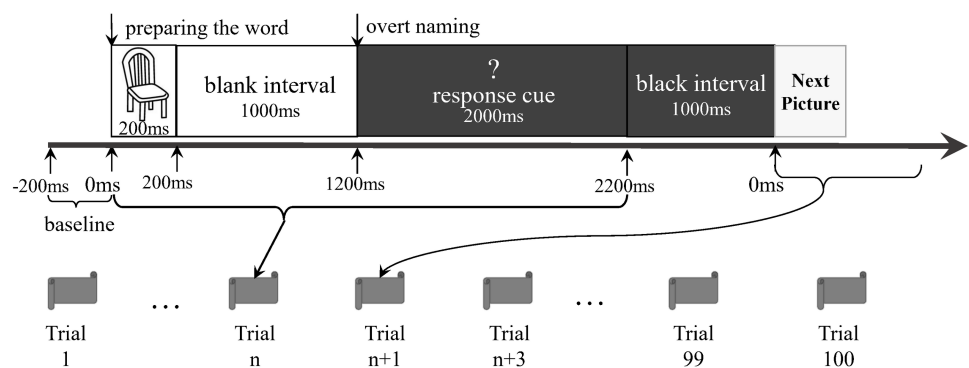 preparing the word
overt naming
200ms
blank interval
1000ms
?
response cue
2000ms
black interval
1000ms
Next
Picture
-200ms
0ms
200ms
1200ms
2200ms
0ms
baseline
...
...
Trial
1
Trial
n
Trial
n+1
Trial
n+3
Trial
99
Trial
100